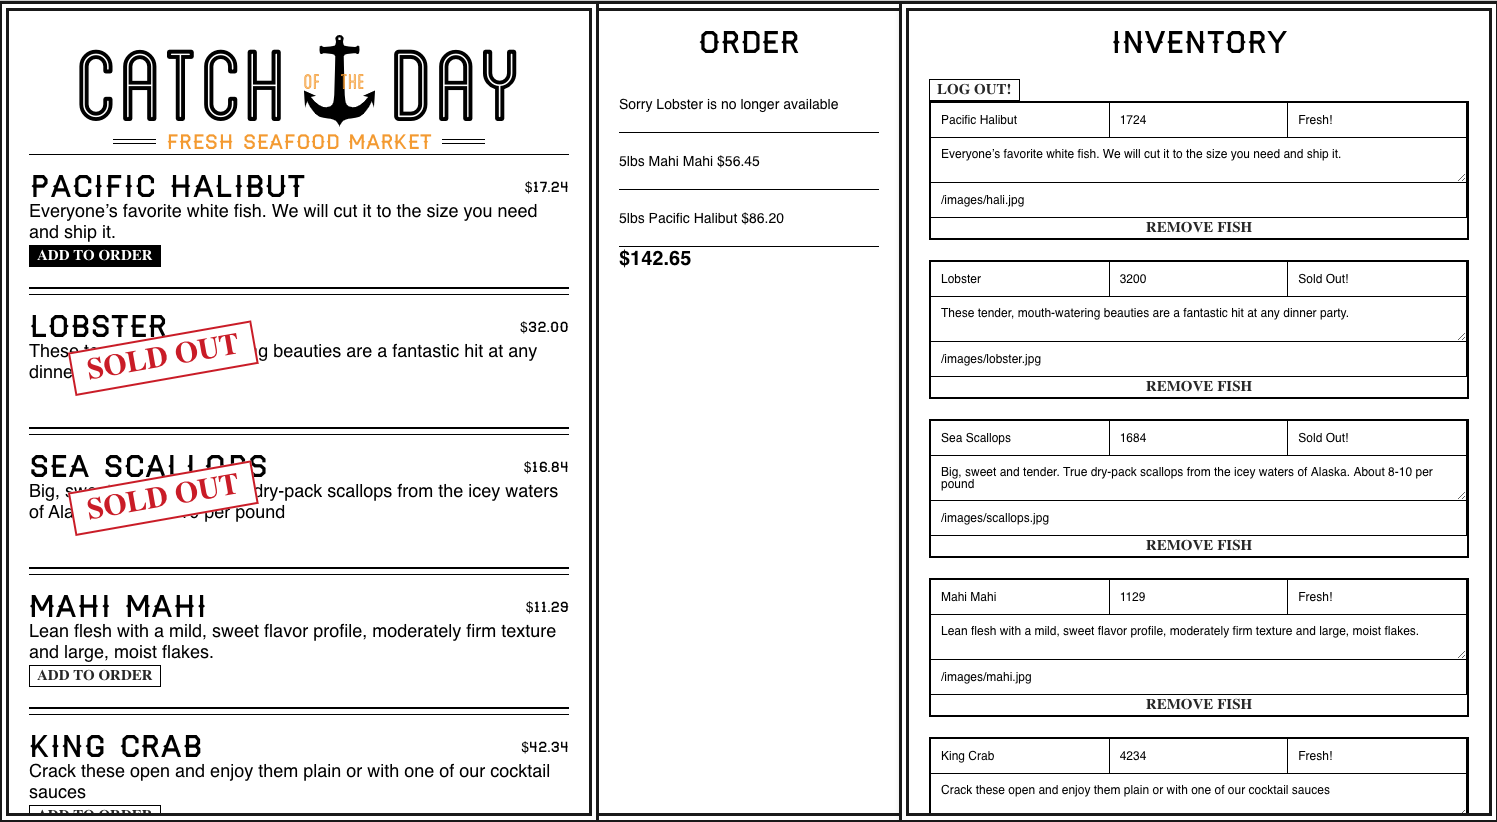 CATCH OF THE DAY
FRESH SEAFOOD MARKET
PACIFIC HALIBUT $17.24
Everyone's favorite white fish. We will cut it to the size you need
and ship it.
ADD TO ORDER
LOBSTER $32.00
These g beauties are a fantastic hit at any
dinne
SOLD OUT
SEA SCALLOPS $16.84
Big, dry-pack scallops from the icey waters
of Ala per pound
SOLD OUT
MAHI MAHI $11.29
Lean flesh with a mild, sweet flavor profile, moderately firm texture
and large, moist flakes.
ADD TO ORDER
KING CRAB $42.34
Crack these open and enjoy them plain or with one of our cocktail
sauces
ADD TO ORDER
ORDER
Sorry Lobster is no longer available
5lbs Mahi Mahi $56.45
5lbs Pacific Halibut $86.20
$142.65
INVENTORY
LOG OUT!
Pacific Halibut 1724 Fresh!
Everyone's favorite white fish. We will cut it to the size you need and ship it.
/images/hali.jpg
REMOVE FISH
Lobster 3200 Sold Out!
These tender, mouth-watering beauties are a fantastic hit at any dinner party.
/images/lobster.jpg
REMOVE FISH
Sea Scallops 1684 Sold Out!
Big, sweet and tender. True dry-pack scallops from the icey waters of Alaska. About 8-10 per
pound
/images/scallops.jpg
REMOVE FISH
Mahi Mahi 1129 Fresh!
Lean flesh with a mild, sweet flavor profile, moderately firm texture and large, moist flakes.
/images/mahi.jpg
REMOVE FISH
King Crab 4234 Fresh!
Crack these open and enjoy them plain or with one of our cocktail sauces